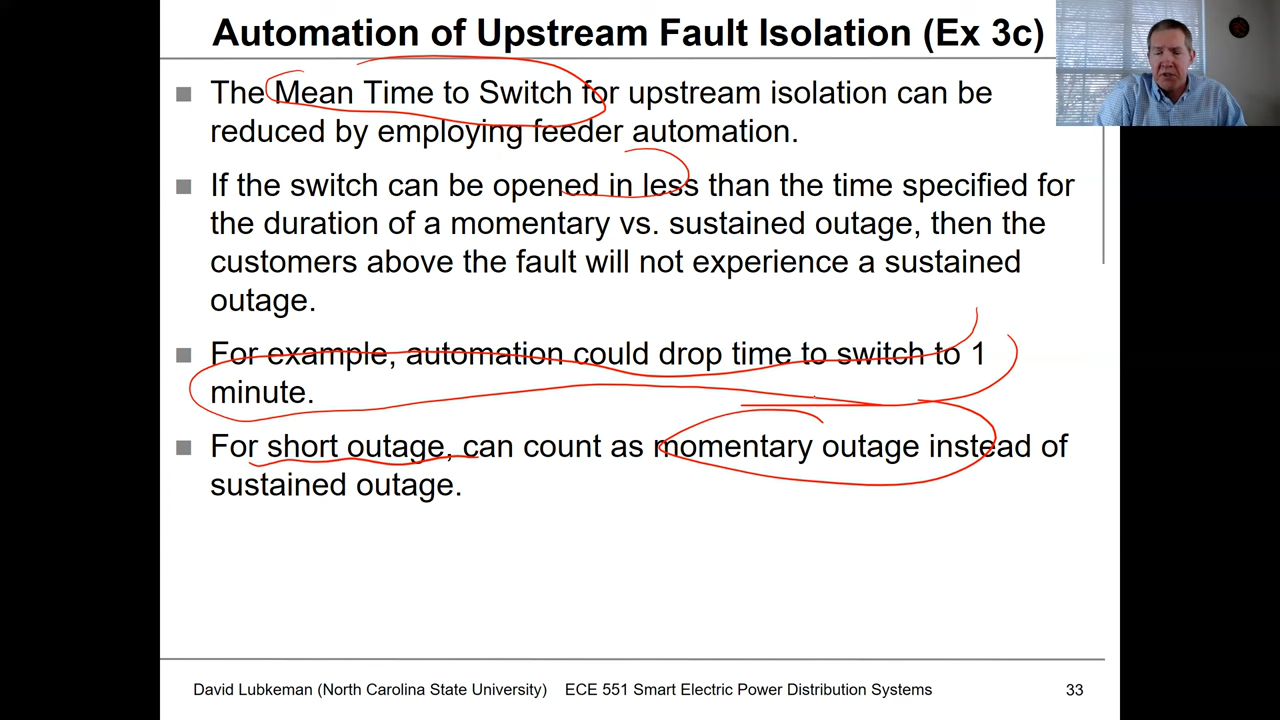 Automation of Upstream Fault Isolation (Ex 3c)
The Mean Time to Switch for upstream isolation can be
reduced by employing feeder automation.
If the switch can be opened in less than the time specified for
the duration of a momentary vs. sustained outage, then the
customers above the fault will not experience a sustained
outage.
For example, automation could drop time to switch to 1
minute.
For short outage, can count as momentary outage instead of
sustained outage.
David Lubkeman (North Carolina State University) ECE 551 Smart Electric Power Distribution Systems 33